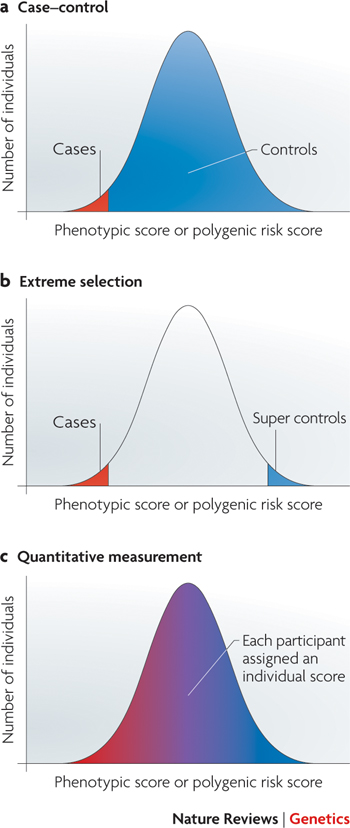 a Case–control
Number of individuals
Cases
Controls
Phenotypic score or polygenic risk score
b Extreme selection
Number of individuals
Cases
Super controls
Phenotypic score or polygenic risk score
c Quantitative measurement
Number of individuals
Each participant
assigned an
individual score
Phenotypic score or polygenic risk score
Nature Reviews | Genetics